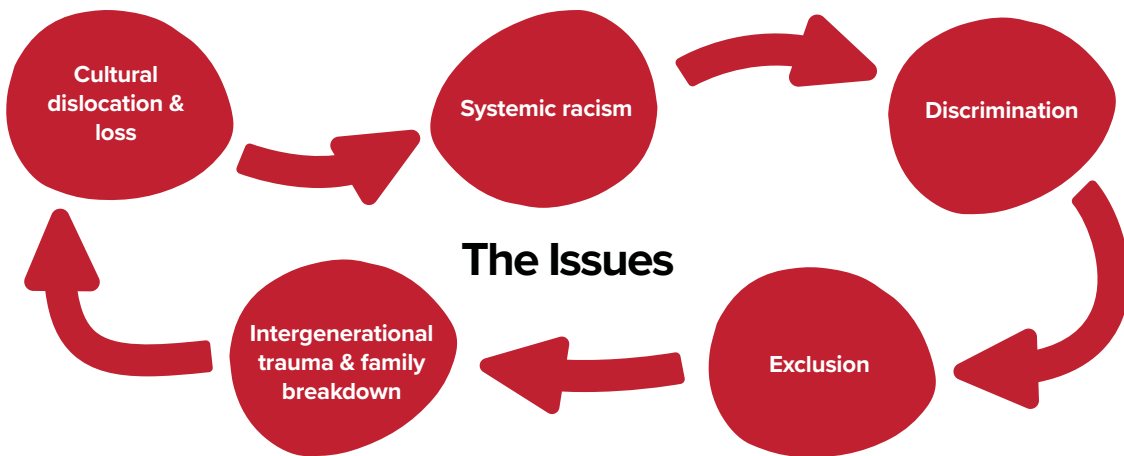 Cultural
dislocation &
loss
Systemic racism
Discrimination
The Issues
Intergenerational
trauma & family
breakdown
Exclusion